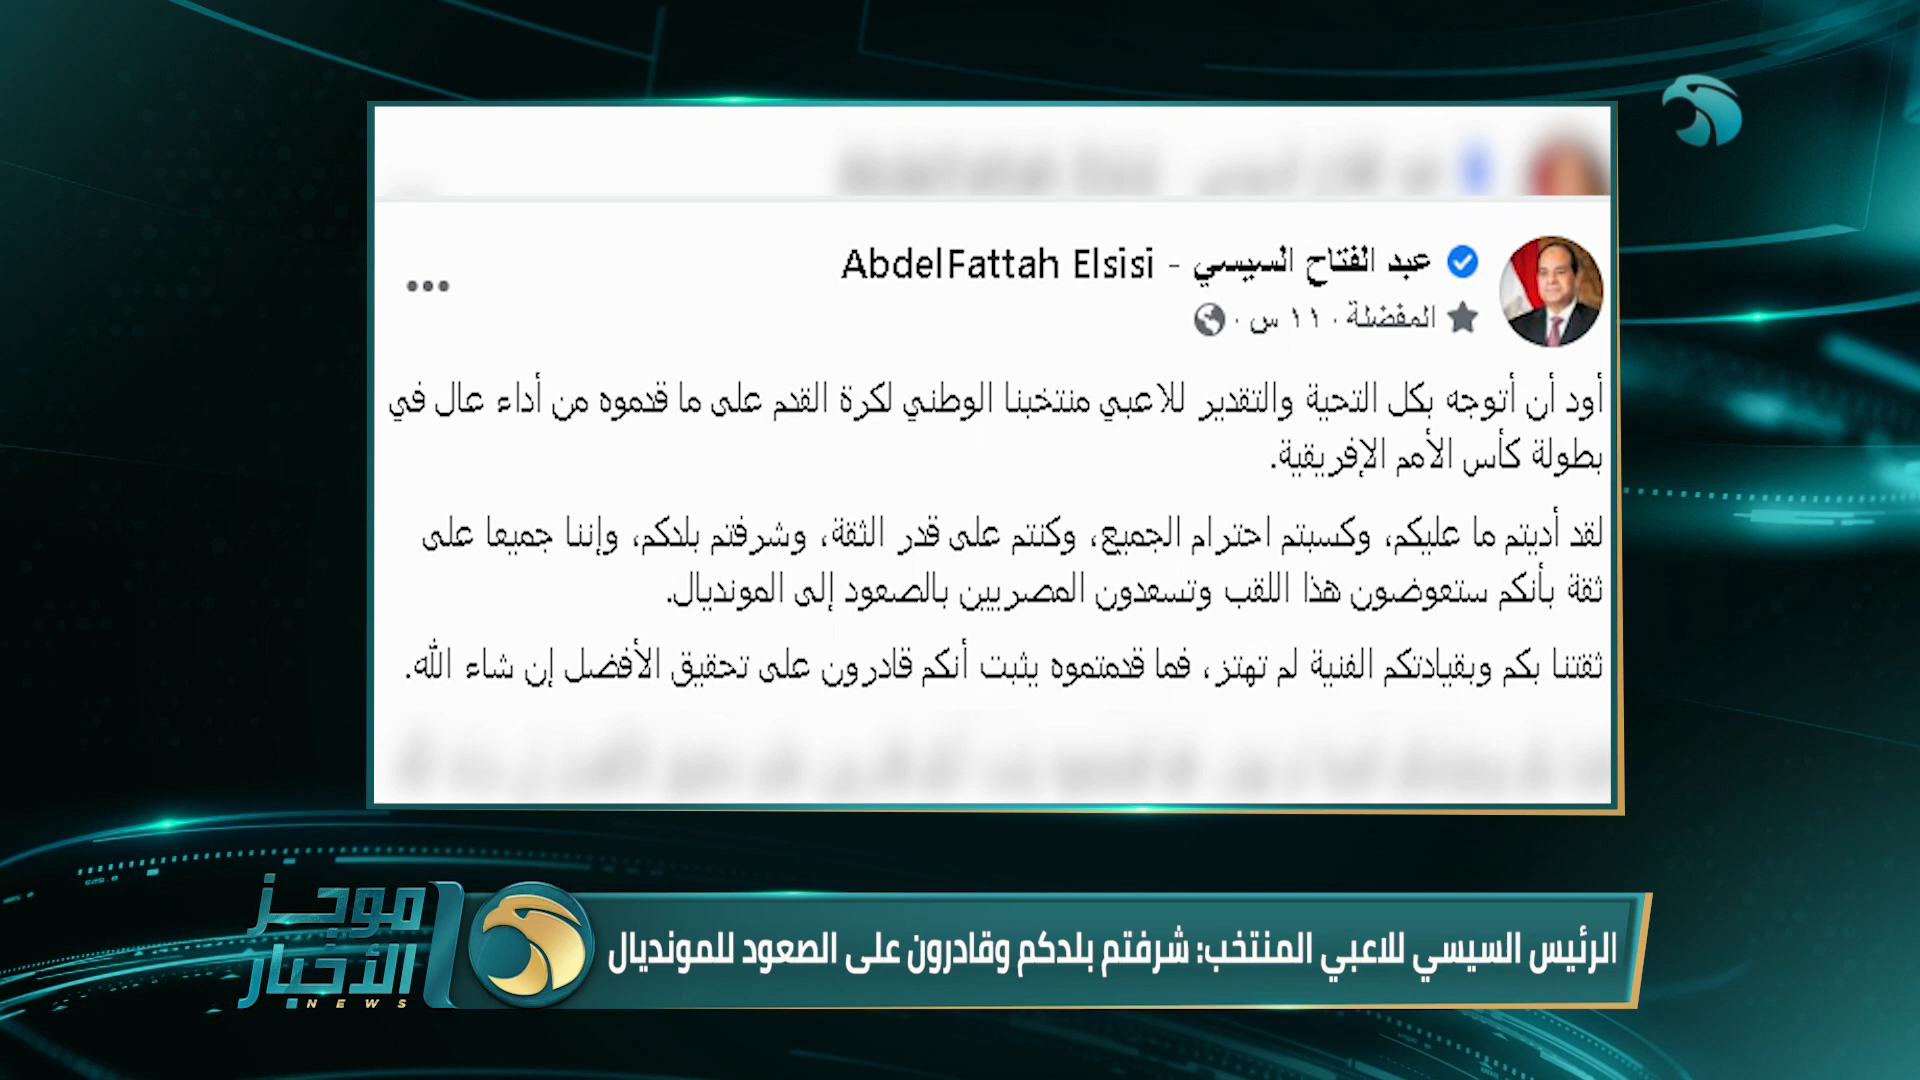 عبد الفتاح السيسي - AbdelFattah Elsisi
المفضلة · ١١ س ·
أود أن أتوجه بكل التحية والتقدير للاعبي منتخبنا الوطني لكرة القدم على ما قدموه من أداء عال في
بطولة كأس الأمم الإفريقية.
لقد أديتم ما عليكم، وكسبتم احترام الجميع، وكنتم على قدر الثقة، وشرفتم بلدكم، وإننا جميعا على
ثقة بأنكم ستعوضون هذا اللقب وتسعدون المصريين بالصعود إلى المونديال.
ثقتنا بكم وبقيادتكم الفنية لم تهتز، فما قدمتموه يثبت أنكم قادرون على تحقيق الأفضل إن شاء الله.
الرئيس السيسي للاعبي المنتخب: شرفتم بلدكم وقادرون على الصعود للمونديال
موجز
الأخبار
NEWS